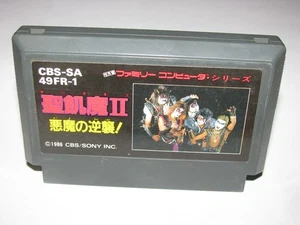 CBS-SA
49FR-1
ファミリー コンピュータ・シリーズ
聖飢魔II
悪魔の逆襲!
©1986 CBS/SONY INC.